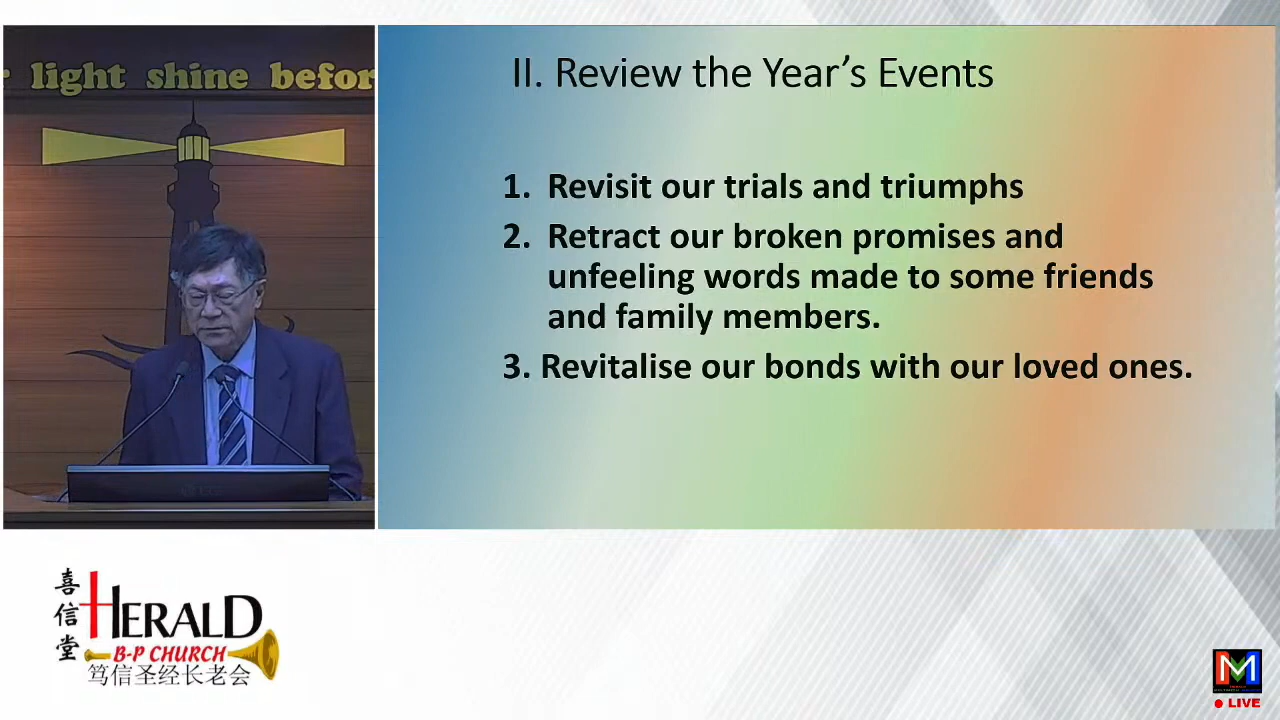 light shine befor
II. Review the Year’s Events
1. Revisit our trials and triumphs
2. Retract our broken promises and
unfeeling words made to some friends
and family members.
3. Revitalise our bonds with our loved ones.
喜信堂
HERALD
B-P CHURCH
笃信圣经长老会
LIVE